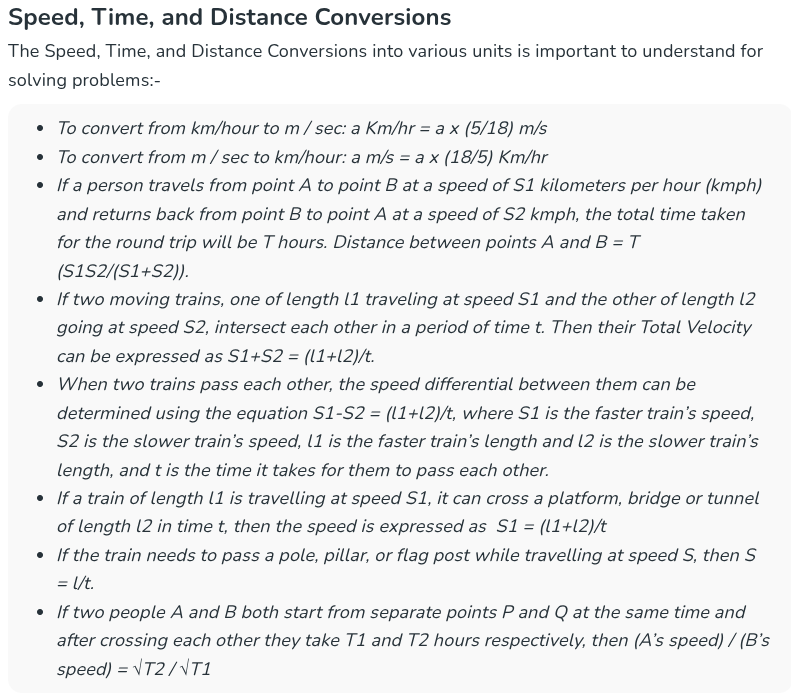 Speed, Time, and Distance Conversions
The Speed, Time, and Distance Conversions into various units is important to understand for
solving problems:-
• To convert from km/hour to m / sec: a Km/hr = a x (5/18) m/s
• To convert from m / sec to km/hour: a m/s = a x (18/5) Km/hr
• If a person travels from point A to point B at a speed of S1 kilometers per hour (kmph)
and returns back from point B to point A at a speed of S2 kmph, the total time taken
for the round trip will be T hours. Distance between points A and B = T
(S1S2/(S1+S2)).
• If two moving trains, one of length l1 traveling at speed S1 and the other of length l2
going at speed S2, intersect each other in a period of time t. Then their Total Velocity
can be expressed as S1+S2 = (l1+l2)/t.
• When two trains pass each other, the speed differential between them can be
determined using the equation S1-S2 = (l1+l2)/t, where S1 is the faster train’s speed,
S2 is the slower train’s speed, l1 is the faster train’s length and l2 is the slower train’s
length, and t is the time it takes for them to pass each other.
• If a train of length l1 is travelling at speed S1, it can cross a platform, bridge or tunnel
of length l2 in time t, then the speed is expressed as  S1 = (l1+l2)/t
• If the train needs to pass a pole, pillar, or flag post while travelling at speed S, then S
= l/t.
• If two people A and B both start from separate points P and Q at the same time and
after crossing each other they take T1 and T2 hours respectively, then (A’s speed) / (B’s
speed) = √T2 / √T1